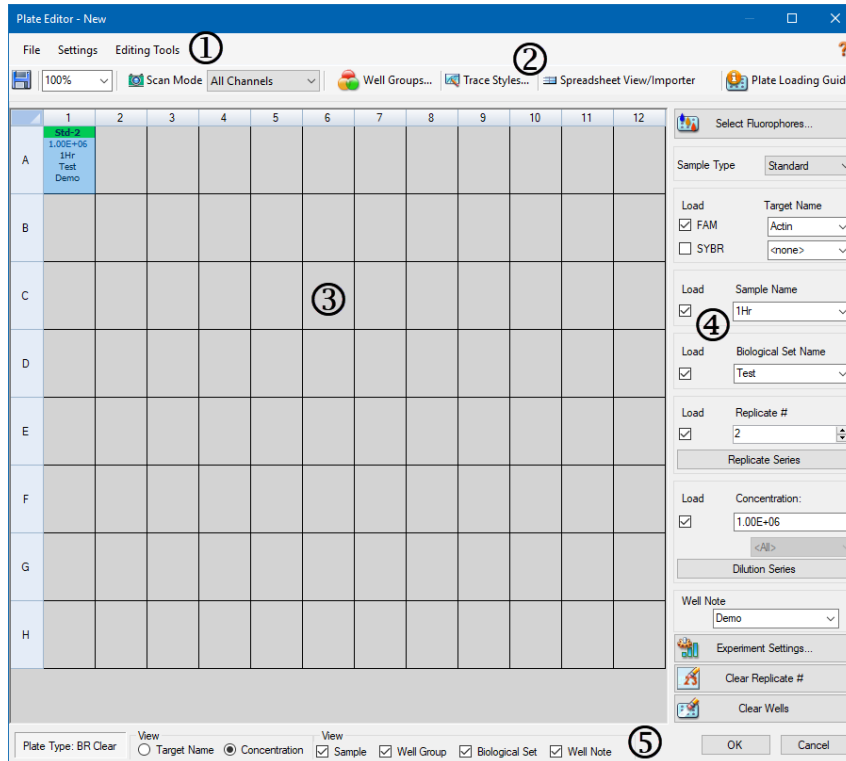 Plate Editor - New
File Settings Editing Tools ① ②
100% Scan Mode All Channels Well Groups... Trace Styles... Spreadsheet View/Importer Plate Loading Guid
1 2 3 4 5 6 7 8 9 10 11 12
Select Fluorophores...
A
Std-2
1.00E+06
1Hr
Test
Demo
Sample Type Standard
Load Target Name
B
FAM Actin
SYBR <none>
C
③
Load Sample Name
1Hr
④
D
Load Biological Set Name
Test
E
Load Replicate #
2
Replicate Series
F
Load Concentration:
1.00E+06
<All>
G
Dilution Series
Well Note
Demo
H
Experiment Settings...
Clear Replicate #
Clear Wells
Plate Type: BR Clear
View
Target Name Concentration
View
Sample Well Group Biological Set Well Note ⑤
OK Cancel